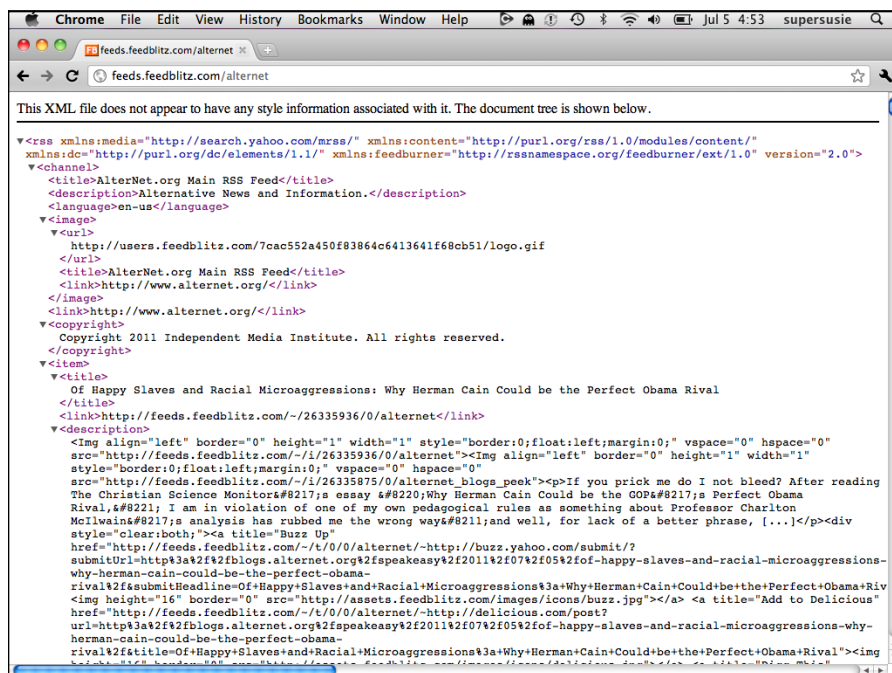 Chrome File Edit View History Bookmarks Window Help Jul 5 4:53 supersusie
FB feeds.feedblitz.com/alternet
feeds.feedblitz.com/alternet
This XML file does not appear to have any style information associated with it. The document tree is shown below.
▼<rss xmlns:media="http://search.yahoo.com/mrss/" xmlns:content="http://purl.org/rss/1.0/modules/content/"
xmlns:dc="http://purl.org/dc/elements/1.1/" xmlns:feedburner="http://rssnamespace.org/feedburner/ext/1.0" version="2.0">
▼<channel>
<title>AlterNet.org Main RSS Feed</title>
<description>Alternative News and Information.</description>
<language>en-us</language>
▼<image>
▼<url>
http://users.feedblitz.com/7cac552a450f83864c6413641f68cb51/logo.gif
</url>
<title>AlterNet.org Main RSS Feed</title>
<link>http://www.alternet.org/</link>
</image>
<link>http://www.alternet.org/</link>
▼<copyright>
Copyright 2011 Independent Media Institute. All rights reserved.
</copyright>
▼<item>
▼<title>
Of Happy Slaves and Racial Microaggressions: Why Herman Cain Could be the Perfect Obama Rival
</title>
<link>http://feeds.feedblitz.com/~/26335936/0/alternet</link>
▼<description>
<Img align="left" border="0" height="1" width="1" style="border:0;float:left;margin:0;" vspace="0" hspace="0"
src="http://feeds.feedblitz.com/~/i/26335936/0/alternet"><Img align="left" border="0" height="1" width="1"
style="border:0;float:left;margin:0;" vspace="0" hspace="0"
src="http://feeds.feedblitz.com/~/i/26335875/0/alternet_blogs_peek"><p>If you prick me do I not bleed? After reading
The Christian Science Monitor&#8217;s essay &#8220;Why Herman Cain Could be the GOP&#8217;s Perfect Obama
Rival,&#8221; I am in violation of one of my own pedagogical rules as something about Professor Charlton
McIlwain&#8217;s analysis has rubbed me the wrong way&#8211;and well, for lack of a better phrase, [...]</p><div
style="clear:both;"><a title="Buzz Up"
href="http://feeds.feedblitz.com/~/t/0/0/alternet/~http://buzz.yahoo.com/submit/?
submitUrl=http%3a%2f%2fblogs.alternet.org%2fspeakeasy%2f2011%2f07%2f05%2fof-happy-slaves-and-racial-microaggressions-
why-herman-cain-could-be-the-perfect-obama-
rival%2f&submitHeadline=Of+Happy+Slaves+and+Racial+Microaggressions%3a+Why+Herman+Cain+Could+be+the+Perfect+Obama+Riv
<img height="16" border="0" src="http://assets.feedblitz.com/images/icons/buzz.jpg"></a> <a title="Add to Delicious"
href="http://feeds.feedblitz.com/~/t/0/0/alternet/~http://delicious.com/post?
url=http%3a%2f%2fblogs.alternet.org%2fspeakeasy%2f2011%2f07%2f05%2fof-happy-slaves-and-racial-microaggressions-why-
herman-cain-could-be-the-perfect-obama-
rival%2f&title=Of+Happy+Slaves+and+Racial+Microaggressions%3a+Why+Herman+Cain+Could+be+the+Perfect+Obama+Rival"><img